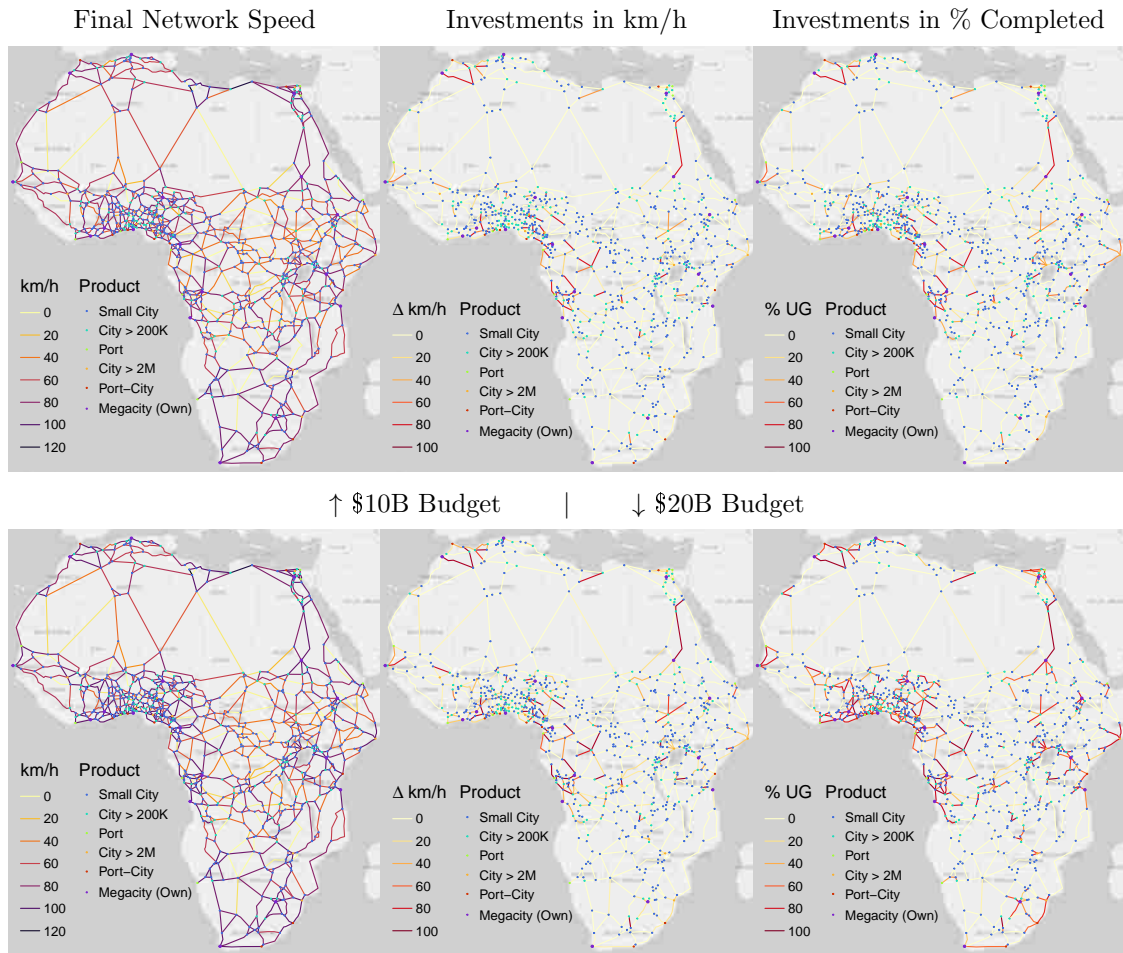 Final Network Speed
Investments in km/h
Investments in % Completed
km/h Product
0 Small City
20 City > 200K
40 Port
60 City > 2M
80 Port−City
100 Megacity (Own)
120
Δ km/h Product
0 Small City
20 City > 200K
40 Port
60 City > 2M
80 Port−City
100 Megacity (Own)
% UG Product
0 Small City
20 City > 200K
40 Port
60 City > 2M
80 Port−City
100 Megacity (Own)
↑ $10B Budget | ↓ $20B Budget
km/h Product
0 Small City
20 City > 200K
40 Port
60 City > 2M
80 Port−City
100 Megacity (Own)
120
Δ km/h Product
0 Small City
20 City > 200K
40 Port
60 City > 2M
80 Port−City
100 Megacity (Own)
% UG Product
0 Small City
20 City > 200K
40 Port
60 City > 2M
80 Port−City
100 Megacity (Own)